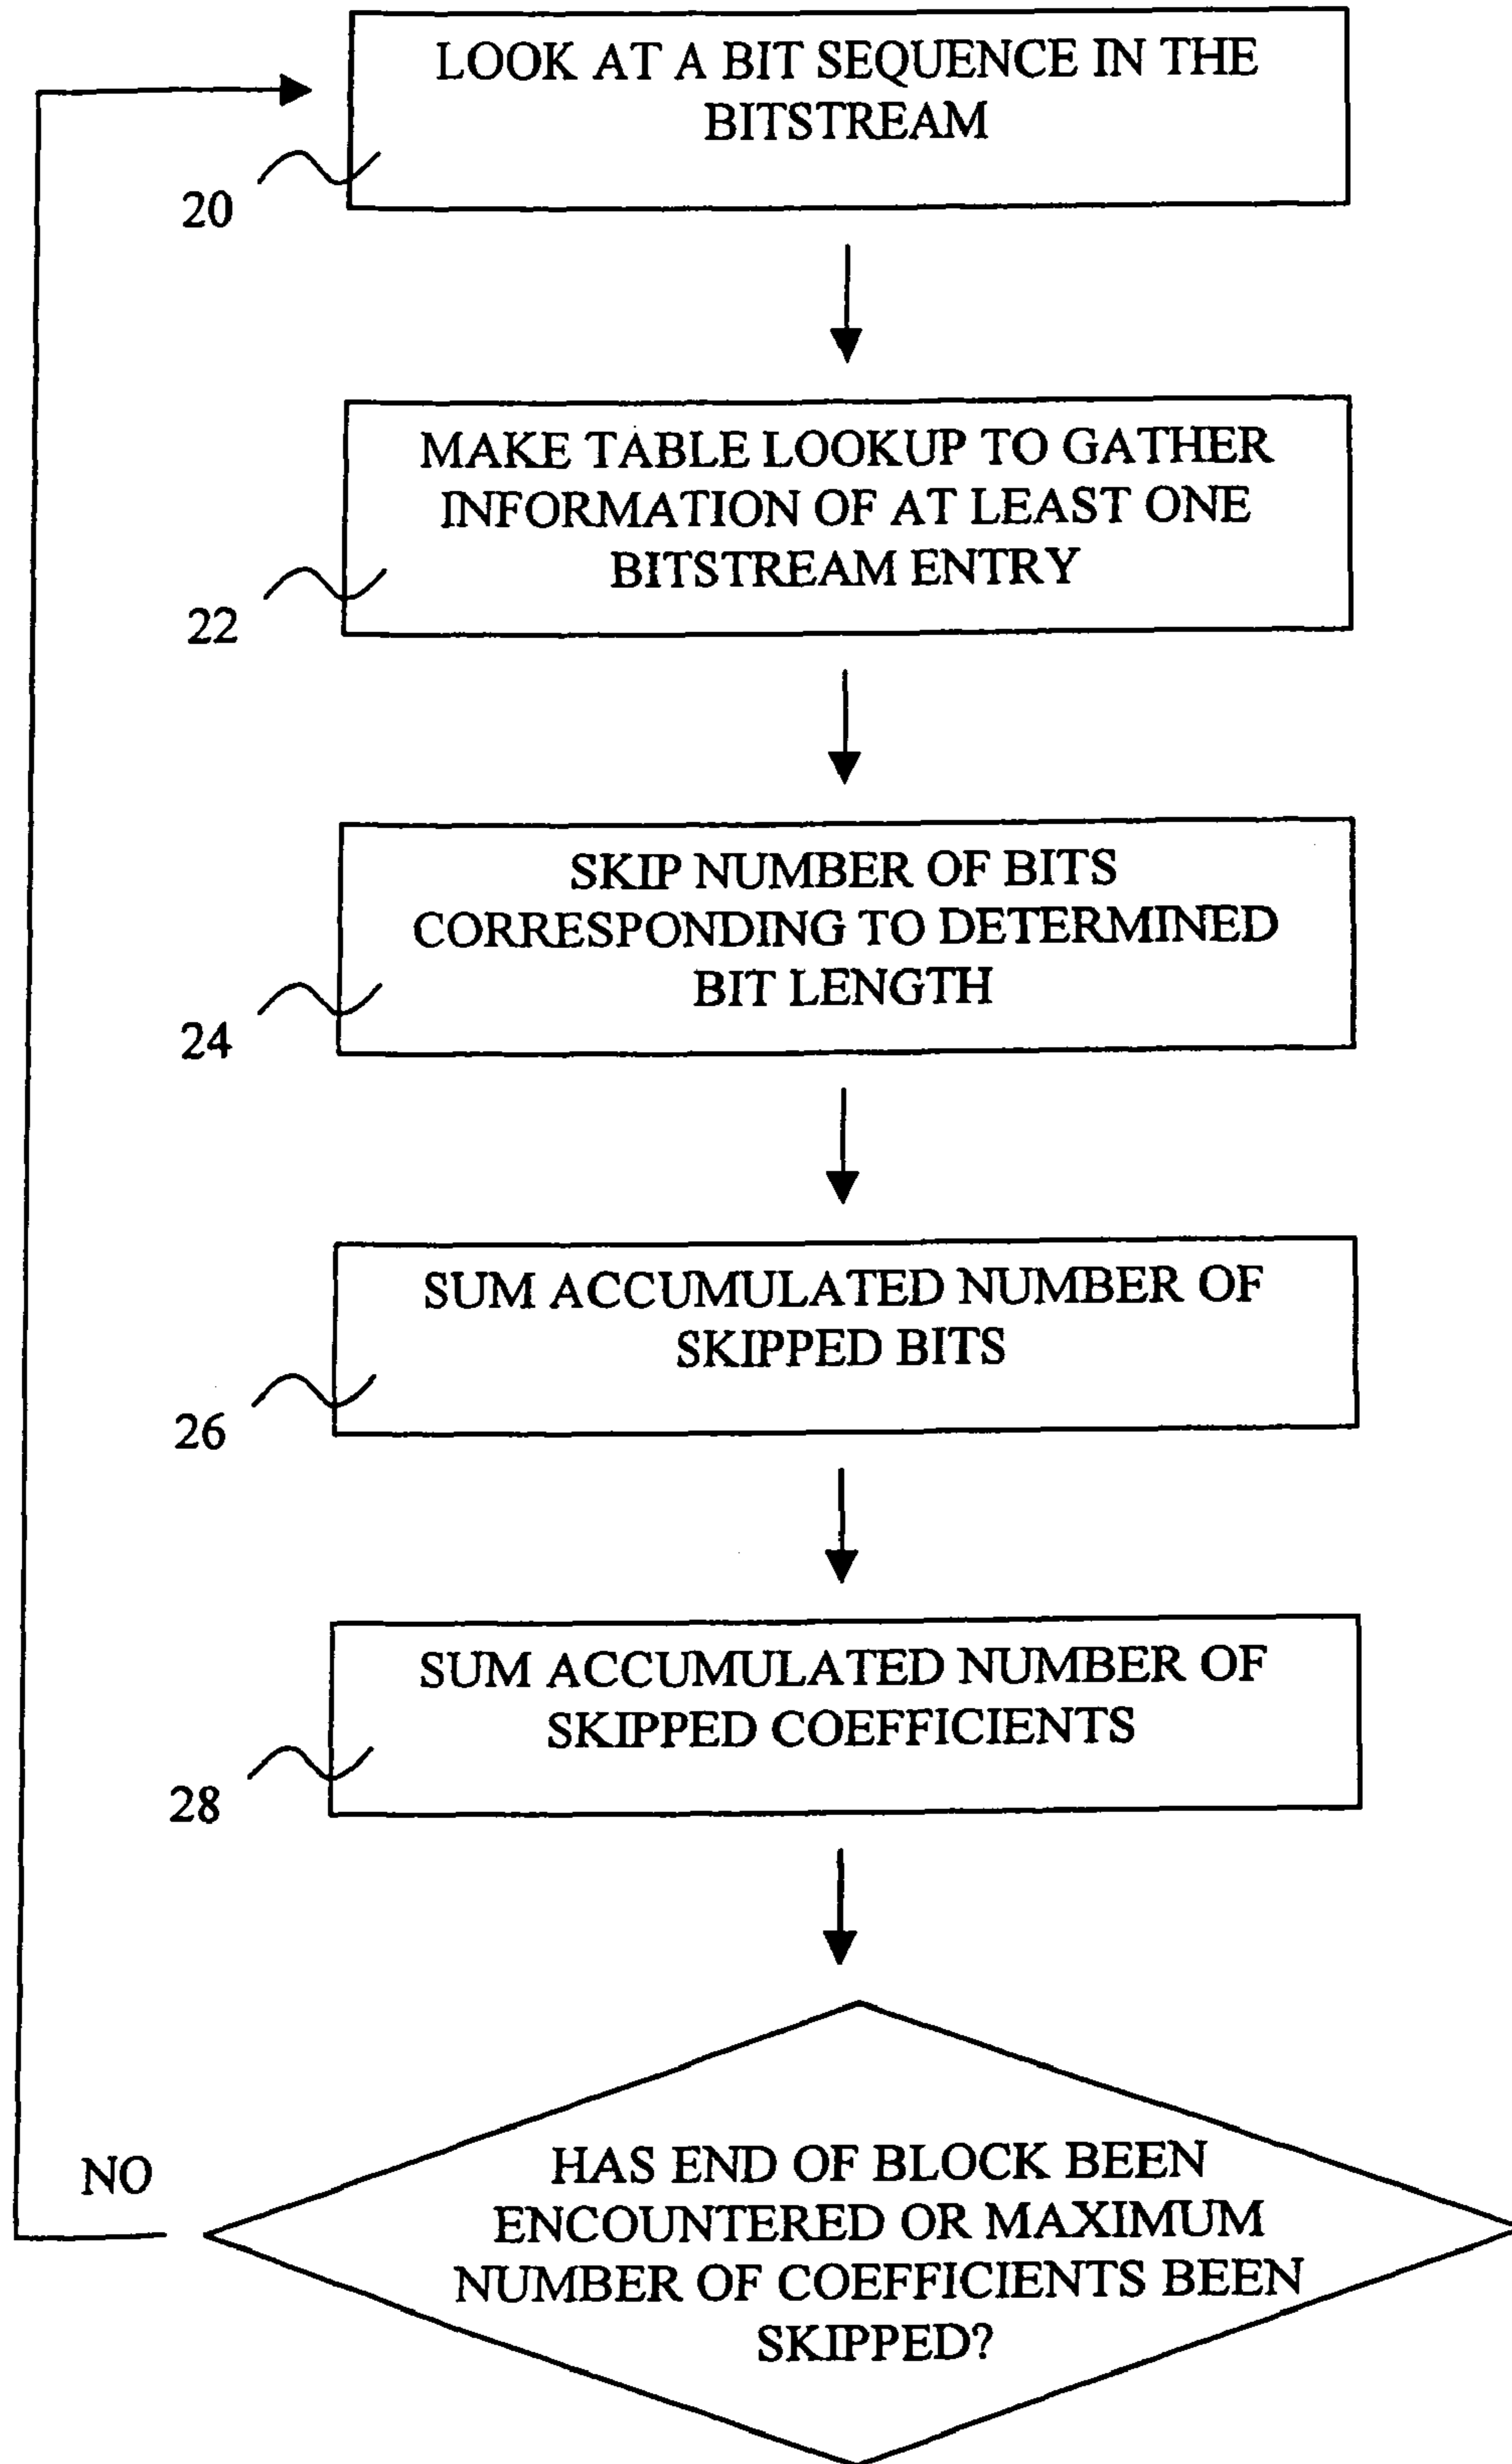 LOOK AT A BIT SEQUENCE IN THE
BITSTREAM
20
MAKE TABLE LOOKUP TO GATHER
INFORMATION OF AT LEAST ONE
BITSTREAM ENTRY
22
SKIP NUMBER OF BITS
CORRESPONDING TO DETERMINED
BIT LENGTH
24
SUM ACCUMULATED NUMBER OF
SKIPPED BITS
26
SUM ACCUMULATED NUMBER OF
SKIPPED COEFFICIENTS
28
NO
HAS END OF BLOCK BEEN
ENCOUNTERED OR MAXIMUM
NUMBER OF COEFFICIENTS BEEN
SKIPPED?